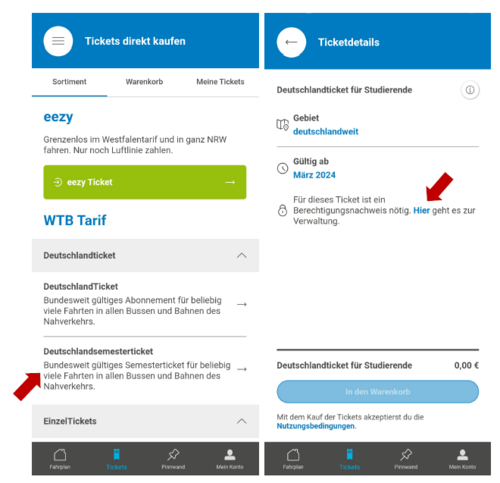 Tickets direkt kaufen
Sortiment
Warenkorb
Meine Tickets
eezy
Grenzenlos im Westfalentarif und in ganz NRW
fahren. Nur noch Luftlinie zahlen.
eezy Ticket
WTB Tarif
Deutschlandticket
DeutschlandTicket
Bundesweit gültiges Abonnement für beliebig
viele Fahrten in allen Bussen und Bahnen des
Nahverkehrs.
Deutschlandsemesterticket
Bundesweit gültiges Semesterticket für beliebig
viele Fahrten in allen Bussen und Bahnen des
Nahverkehrs.
EinzelTickets
Fahrplan
Tickets
Pinnwand
Mein Konto
Ticketdetails
Deutschlandticket für Studierende
Gebiet
deutschlandweit
Gültig ab
März 2024
Für dieses Ticket ist ein
Berechtigungsnachweis nötig. Hier geht es zur
Verwaltung.
Deutschlandticket für Studierende 0,00 €
In den Warenkorb
Mit dem Kauf der Tickets akzeptierst du die
Nutzungsbedingungen.
Fahrplan
Tickets
Pinnwand
Mein Konto